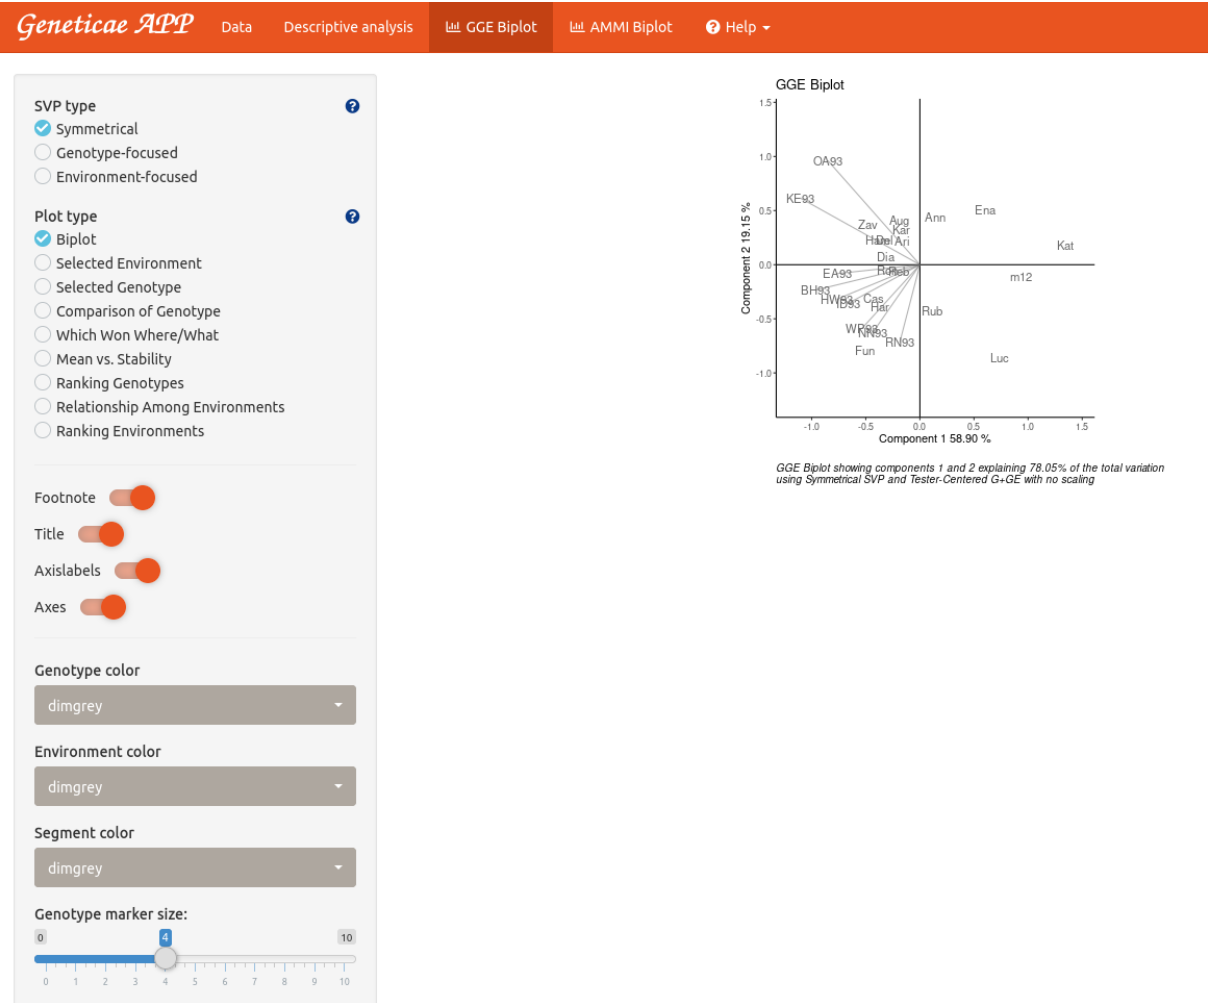 Geneticae APP Data Descriptive analysis GGE Biplot AMMI Biplot Help
SVP type
Symmetrical
Genotype-focused
Environment-focused
Plot type
Biplot
Selected Environment
Selected Genotype
Comparison of Genotype
Which Won Where/What
Mean vs. Stability
Ranking Genotypes
Relationship Among Environments
Ranking Environments
Footnote
Title
Axislabels
Axes
Genotype color
dimgrey
Environment color
dimgrey
Segment color
dimgrey
Genotype marker size:
0 4 10
0 1 2 3 4 5 6 7 8 9 10
GGE Biplot
1.5
1.0
0.5
0.0
-0.5
-1.0
Component 2 19.15 %
OA93
KE93
Ena
Ann
Aug
Zav
Kar
Ari
Kat
Dia
Reb
EA93
m12
BH93
HW93
Cas
ID93
Har
Rub
WP93
NN93
RN93
Fun
Luc
-1.0 -0.5 0.0 0.5 1.0 1.5
Component 1 58.90 %
GGE Biplot showing components 1 and 2 explaining 78.05% of the total variation
using Symmetrical SVP and Tester-Centered G+GE with no scaling